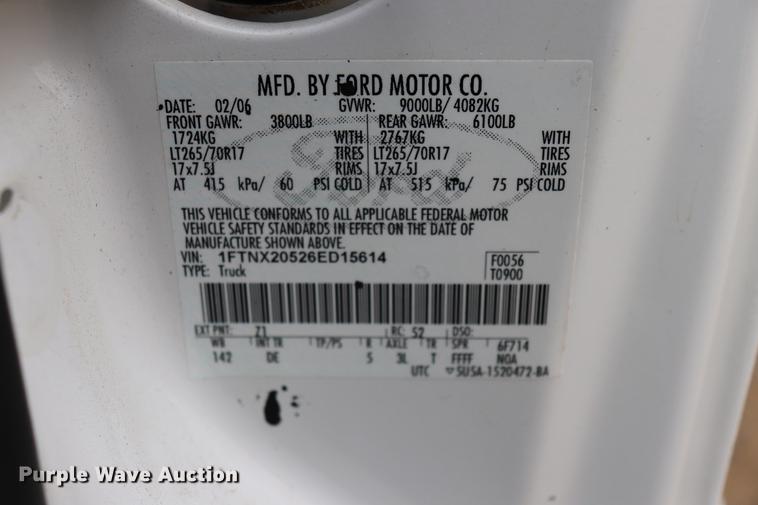 MFD. BY FORD MOTOR CO.
DATE: 02/06 GVWR: 9000LB/ 4082KG
FRONT GAWR: 3800LB REAR GAWR: 6100LB
1724KG WITH 2767KG WITH
LT265/70R17 TIRES LT265/70R17 TIRES
17x7.5J RIMS 17x7.5J RIMS
AT 415 kPa/ 60 PSI COLD AT 515 kPa/ 75 PSI COLD
Ford
THIS VEHICLE CONFORMS TO ALL APPLICABLE FEDERAL MOTOR
VEHICLE SAFETY STANDARDS IN EFFECT ON THE DATE OF
MANUFACTURE SHOWN ABOVE.
VIN: 1FTNX20526ED15614 F0056
TYPE: Truck T0900
EXT PNT: Z1 RC: 52 DSO:
WB INT TR TP/PS R AXLE TR SPR 6F714
142 DE 5 3L T FFFF NGA
UTC 5U5A-1520472-BA
Purple Wave Auction